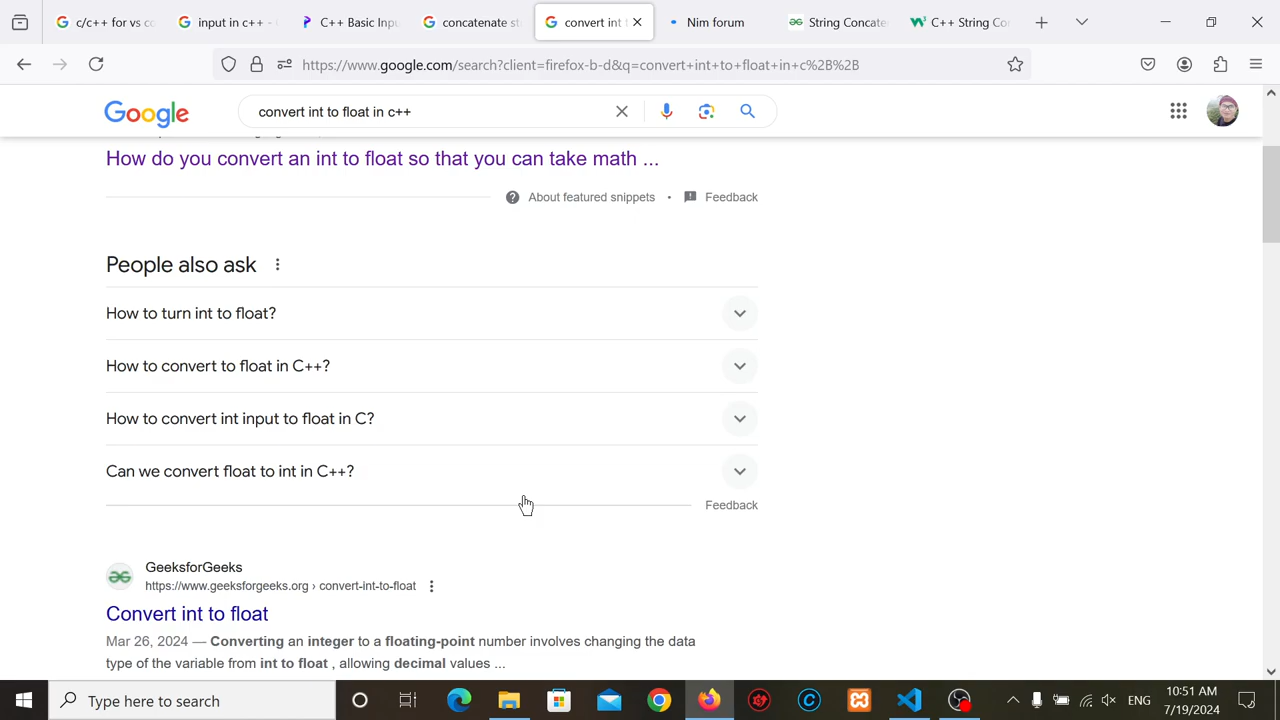 c/c++ for vs co
input in c++ -
C++ Basic Inpu
concatenate st
convert int t
Nim forum
String Concate
C++ String Con
https://www.google.com/search?client=firefox-b-d&q=convert+int+to+float+in+c%2B%2B
Google
convert int to float in c++
How do you convert an int to float so that you can take math ...
About featured snippets • Feedback
People also ask
How to turn int to float?
How to convert to float in C++?
How to convert int input to float in C?
Can we convert float to int in C++?
Feedback
GeeksforGeeks
https://www.geeksforgeeks.org › convert-int-to-float
Convert int to float
Mar 26, 2024 — Converting an integer to a floating-point number involves changing the data
type of the variable from int to float , allowing decimal values ...
Type here to search
ENG
10:51 AM
7/19/2024